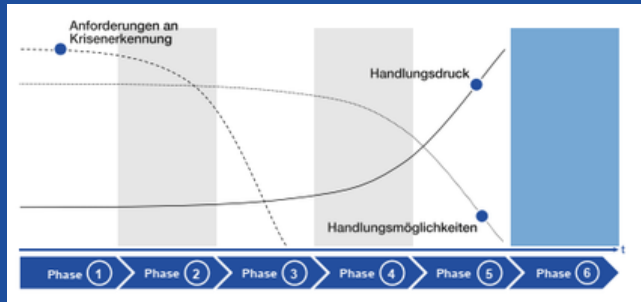 Anforderungen an
Krisenerkennung
Handlungsdruck
Handlungsmöglichkeiten
t
Phase 1
Phase 2
Phase 3
Phase 4
Phase 5
Phase 6